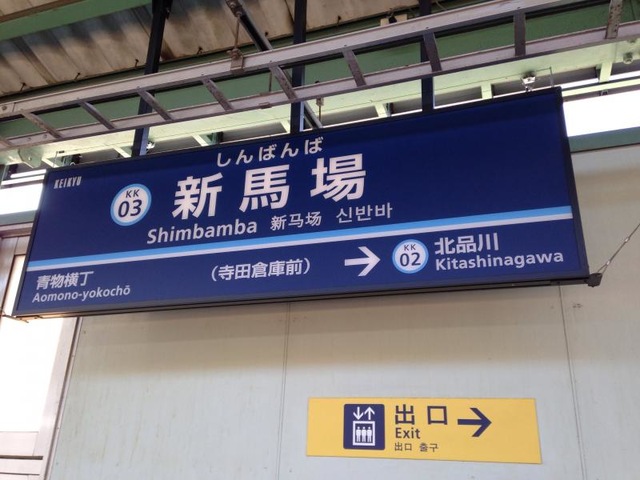 KEIKYU
しんばんば
KK
03
新馬場
Shimbamba 新马场 신반바
青物横丁
Aomono-yokochō
(寺田倉庫前)
→
KK
02
北品川
Kitashinagawa
出口 →
Exit
出口 출구